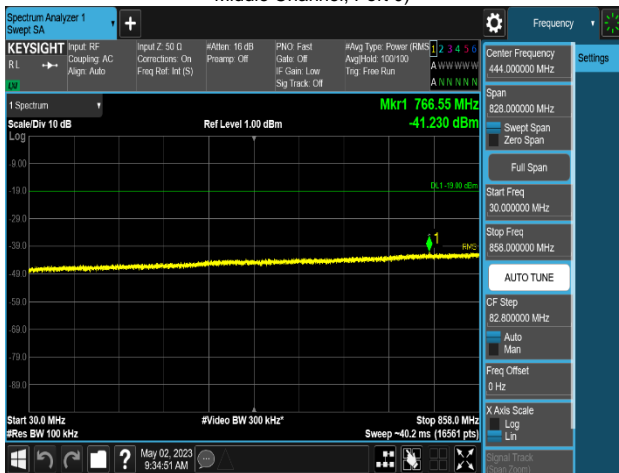 Middle Channel, Port 3)
Spectrum Analyzer 1
Swept SA
Frequency
KEYSIGHT
RL
Input: RF
Coupling: AC
Align: Auto
Input Z: 50 Ω
Corrections: On
Freq Ref: Int (S)
#Atten: 16 dB
Preamp: Off
PNO: Fast
Gate: Off
IF Gain: Low
Sig Track: Off
#Avg Type: Power (RMS
Avg|Hold: 100/100
Trig: Free Run
1 2 3 4 5 6
A W W W W W
A N N N N N
1 Spectrum
Scale/Div 10 dB
Log
Ref Level 1.00 dBm
Mkr1 766.55 MHz
-41.230 dBm
-9.00
-19.0
-29.0
-39.0
-49.0
-59.0
-69.0
-79.0
-89.0
DL1 -19.00 dBm
1
RMS
Start 30.0 MHz
#Res BW 100 kHz
#Video BW 300 kHz*
Stop 858.0 MHz
Sweep ~40.2 ms (16561 pts)
May 02, 2023
9:34:51 AM
Center Frequency
444.000000 MHz
Settings
Span
828.000000 MHz
Swept Span
Zero Span
Full Span
Start Freq
30.000000 MHz
Stop Freq
858.000000 MHz
AUTO TUNE
CF Step
82.800000 MHz
Auto
Man
Freq Offset
0 Hz
X Axis Scale
Log
Lin
Signal Track
(Span Zoom)